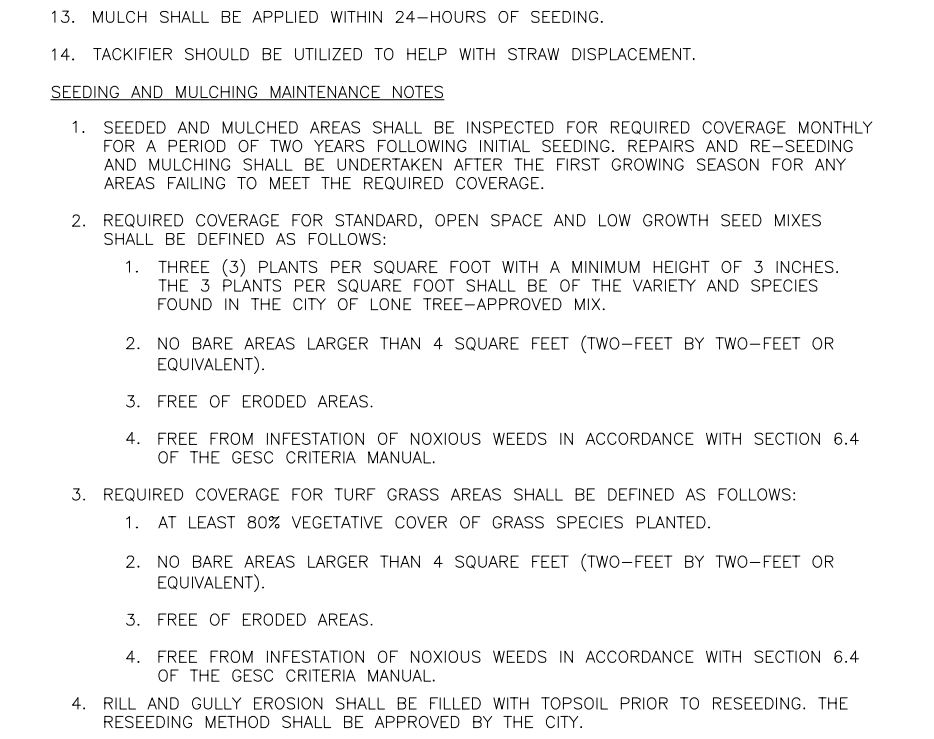 13. MULCH SHALL BE APPLIED WITHIN 24-HOURS OF SEEDING.
14. TACKIFIER SHOULD BE UTILIZED TO HELP WITH STRAW DISPLACEMENT.
SEEDING AND MULCHING MAINTENANCE NOTES
1. SEEDED AND MULCHED AREAS SHALL BE INSPECTED FOR REQUIRED COVERAGE MONTHLY
FOR A PERIOD OF TWO YEARS FOLLOWING INITIAL SEEDING. REPAIRS AND RE-SEEDING
AND MULCHING SHALL BE UNDERTAKEN AFTER THE FIRST GROWING SEASON FOR ANY
AREAS FAILING TO MEET THE REQUIRED COVERAGE.
2. REQUIRED COVERAGE FOR STANDARD, OPEN SPACE AND LOW GROWTH SEED MIXES
SHALL BE DEFINED AS FOLLOWS:
1. THREE (3) PLANTS PER SQUARE FOOT WITH A MINIMUM HEIGHT OF 3 INCHES.
THE 3 PLANTS PER SQUARE FOOT SHALL BE OF THE VARIETY AND SPECIES
FOUND IN THE CITY OF LONE TREE-APPROVED MIX.
2. NO BARE AREAS LARGER THAN 4 SQUARE FEET (TWO-FEET BY TWO-FEET OR
EQUIVALENT).
3. FREE OF ERODED AREAS.
4. FREE FROM INFESTATION OF NOXIOUS WEEDS IN ACCORDANCE WITH SECTION 6.4
OF THE GESC CRITERIA MANUAL.
3. REQUIRED COVERAGE FOR TURF GRASS AREAS SHALL BE DEFINED AS FOLLOWS:
1. AT LEAST 80% VEGETATIVE COVER OF GRASS SPECIES PLANTED.
2. NO BARE AREAS LARGER THAN 4 SQUARE FEET (TWO-FEET BY TWO-FEET OR
EQUIVALENT).
3. FREE OF ERODED AREAS.
4. FREE FROM INFESTATION OF NOXIOUS WEEDS IN ACCORDANCE WITH SECTION 6.4
OF THE GESC CRITERIA MANUAL.
4. RILL AND GULLY EROSION SHALL BE FILLED WITH TOPSOIL PRIOR TO RESEEDING. THE
RESEEDING METHOD SHALL BE APPROVED BY THE CITY.